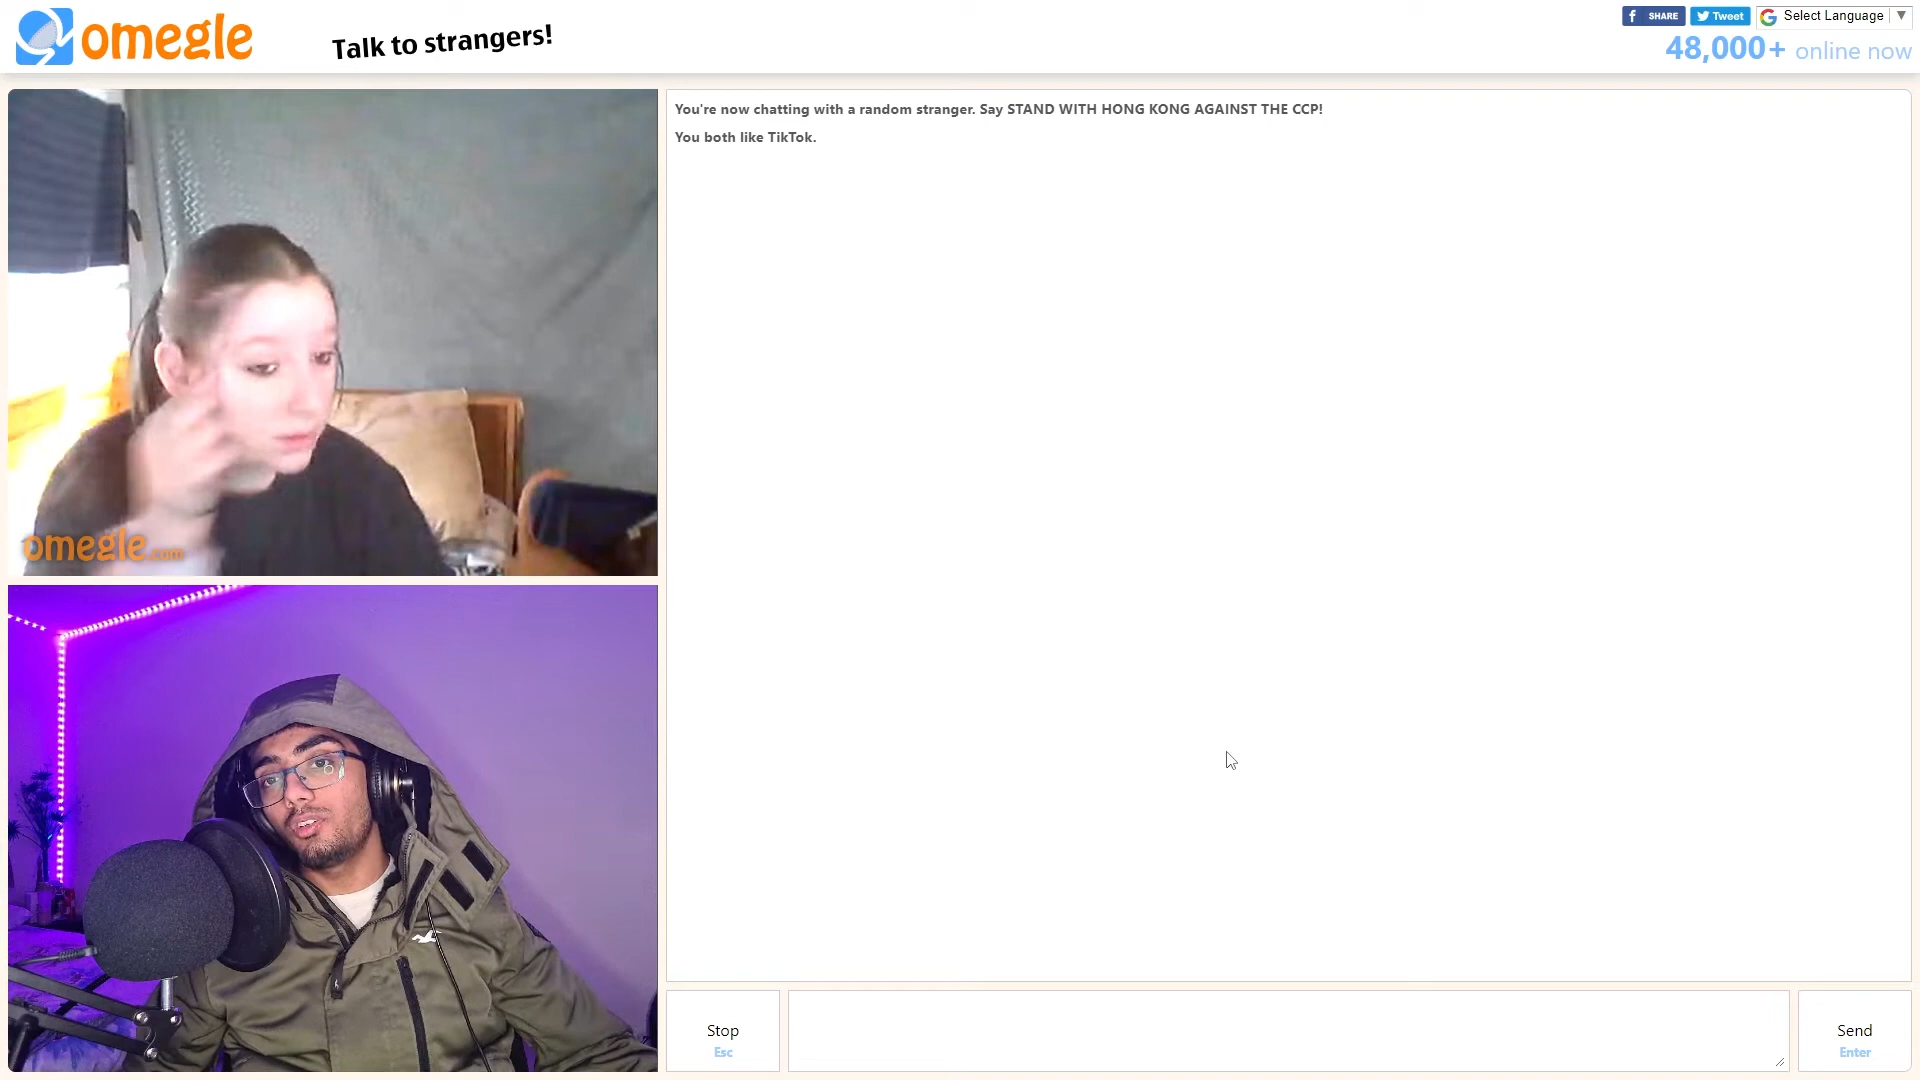 omegle
Talk to strangers!
SHARE
Tweet
Select Language
48,000+ online now
You're now chatting with a random stranger. Say STAND WITH HONG KONG AGAINST THE CCP!
You both like TikTok.
omegle.com
Stop
Esc
Send
Enter